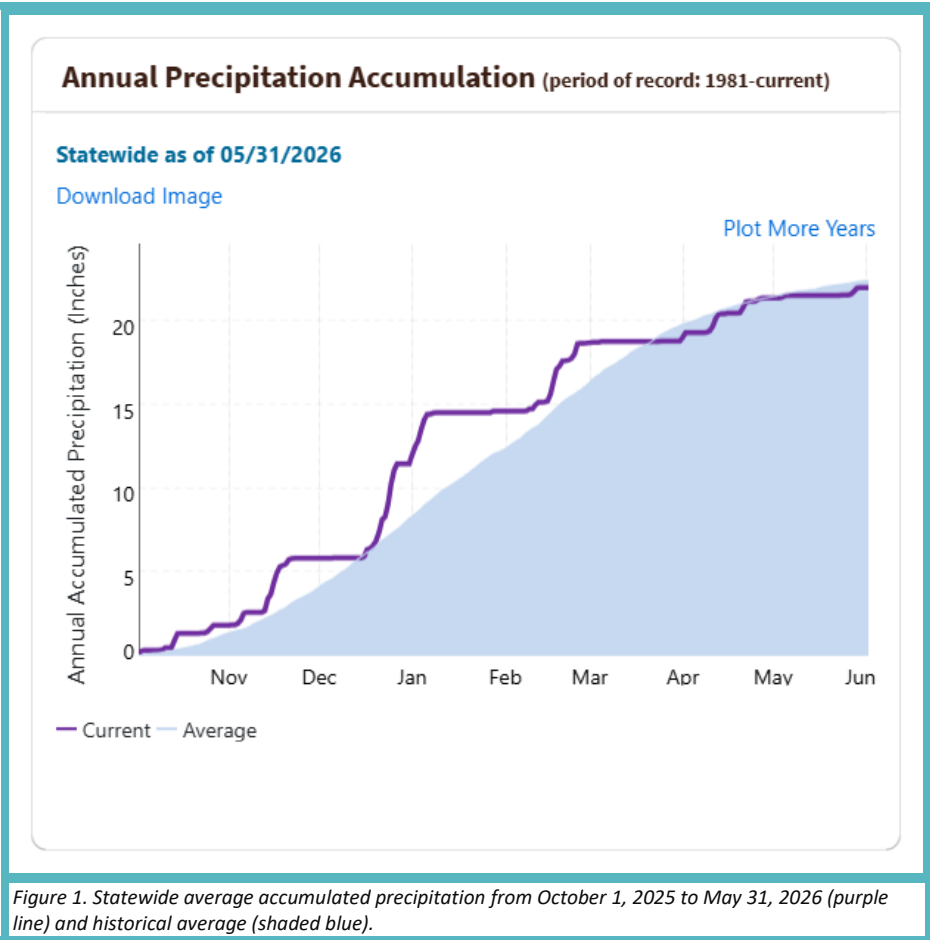 Annual Precipitation Accumulation (period of record: 1981-current)
Statewide as of 05/31/2026
Download Image
Plot More Years
Annual Accumulated Precipitation (Inches)
20
15
10
5
0
Nov Dec Jan Feb Mar Apr May Jun
Current Average
Figure 1. Statewide average accumulated precipitation from October 1, 2025 to May 31, 2026 (purple
line) and historical average (shaded blue).